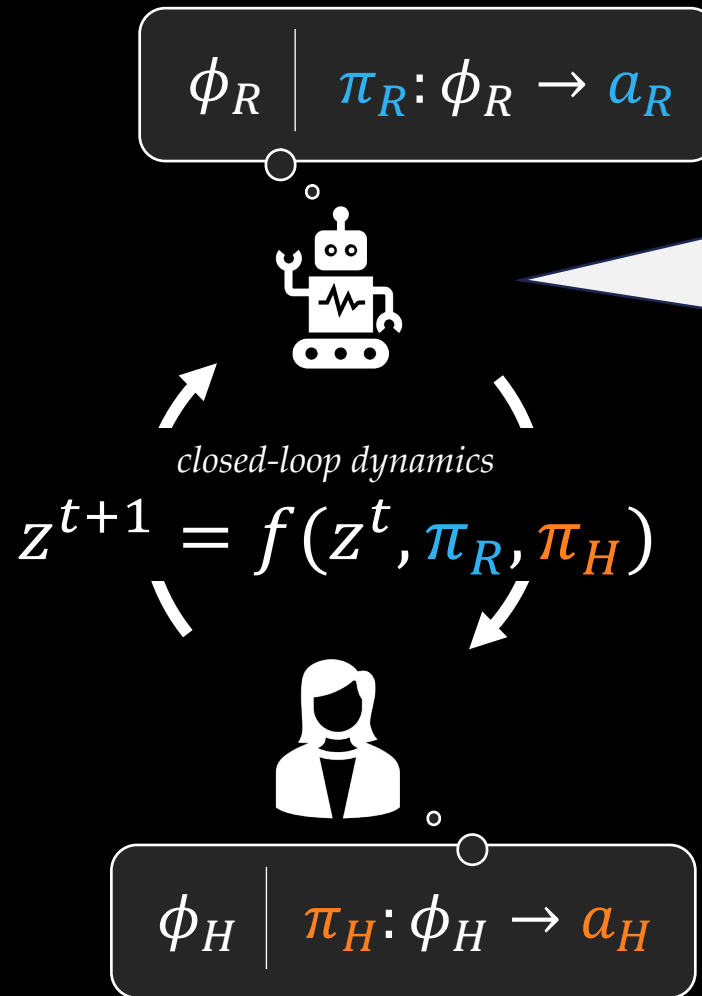 ϕ_R | π_R: ϕ_R → a_R
closed-loop dynamics
z^{t+1} = f(z^t, π_R, π_H)
ϕ_H | π_H: ϕ_H → a_H